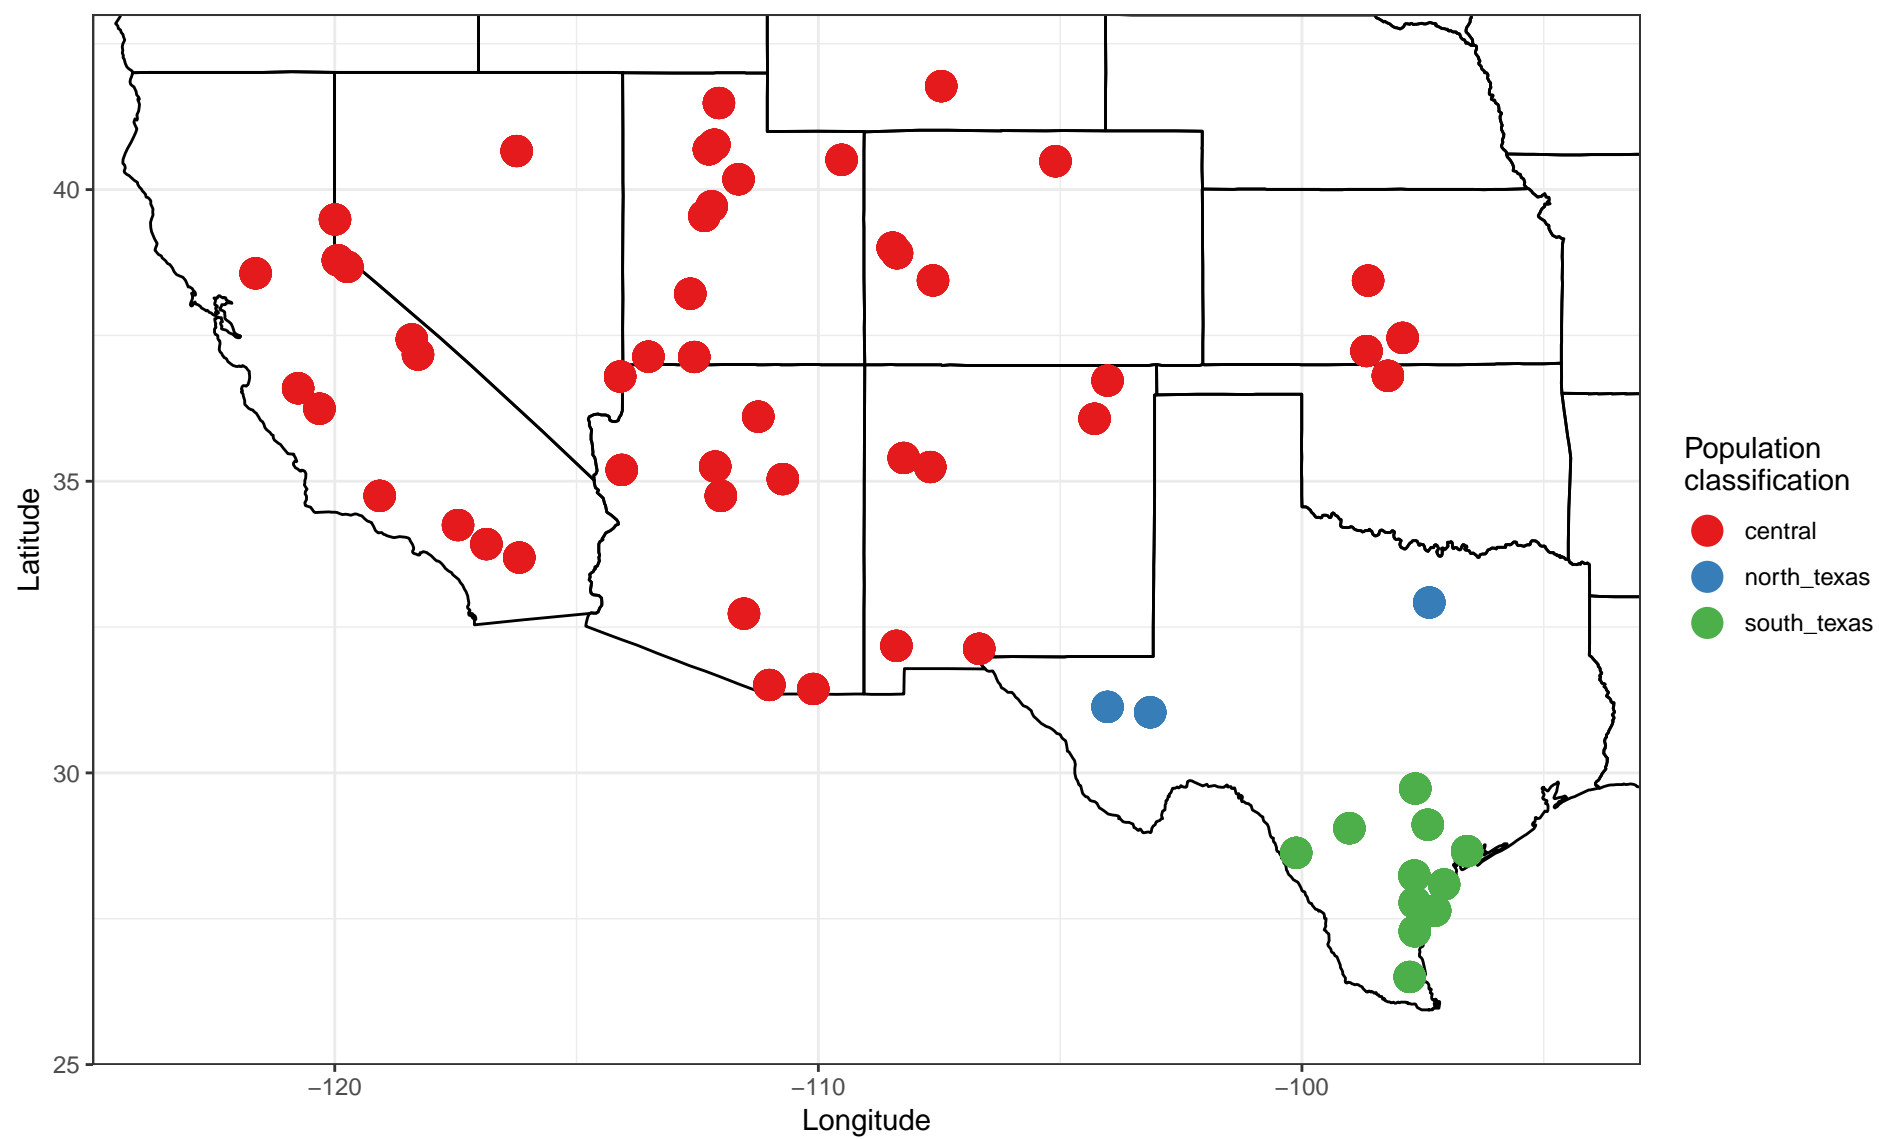 Latitude
40
35
30
25
−120
−110
−100
Longitude
Population
classification
central
north_texas
south_texas